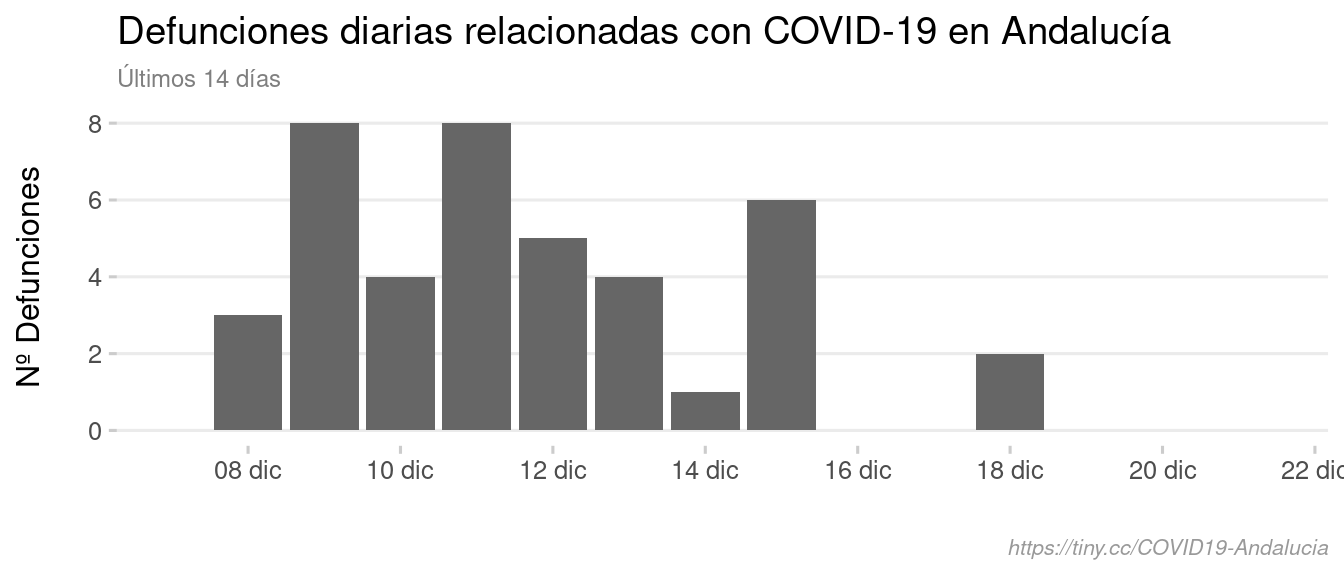 Defunciones diarias relacionadas con COVID-19 en Andalucía
Últimos 14 días
Nº Defunciones
8
6
4
2
0
08 dic 10 dic 12 dic 14 dic 16 dic 18 dic 20 dic 22 dic
https://tiny.cc/COVID19-Andalucia